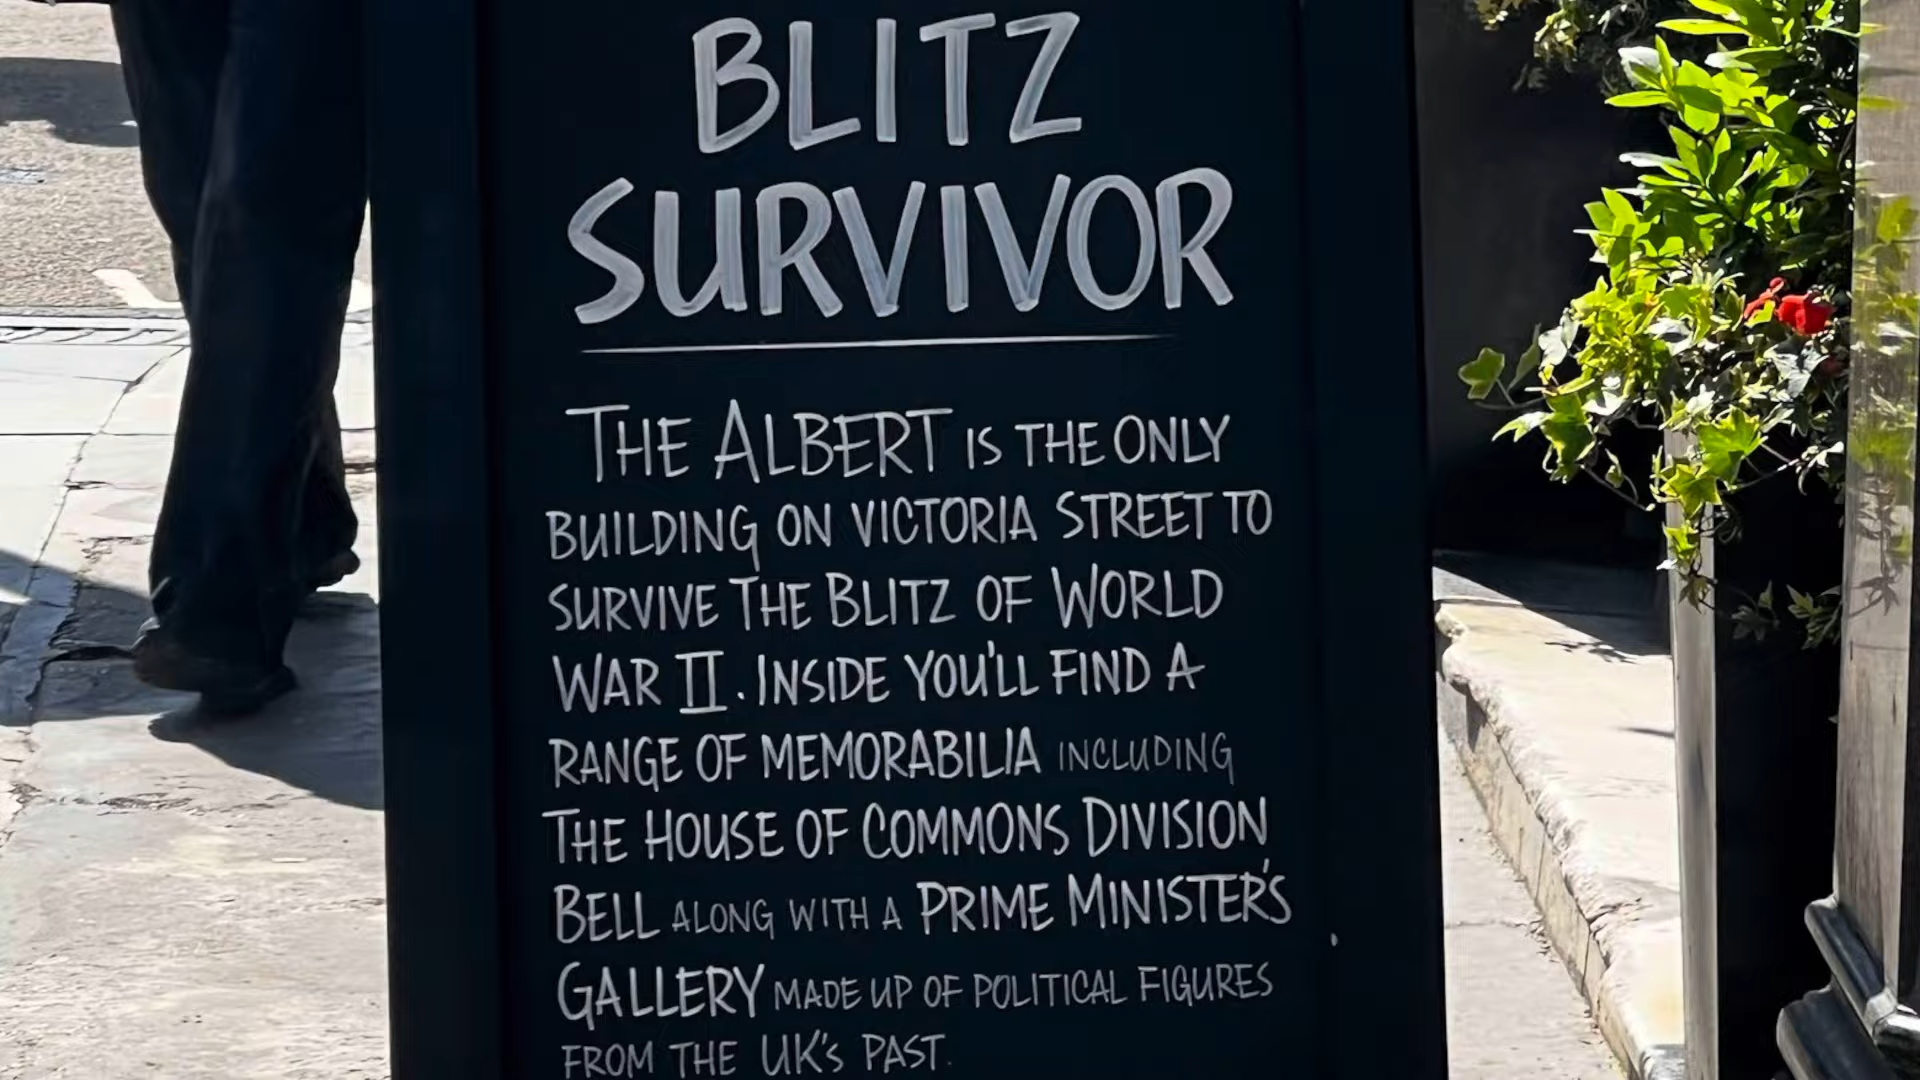 BLITZ
SURVIVOR
THE ALBERT IS THE ONLY
BUILDING ON VICTORIA STREET TO
SURVIVE THE BLITZ OF WORLD
WAR II. INSIDE YOU'LL FIND A
RANGE OF MEMORABILIA INCLUDING
THE HOUSE OF COMMONS DIVISION
BELL ALONG WITH A PRIME MINISTER'S
GALLERY MADE UP OF POLITICAL FIGURES
FROM THE UK'S PAST.